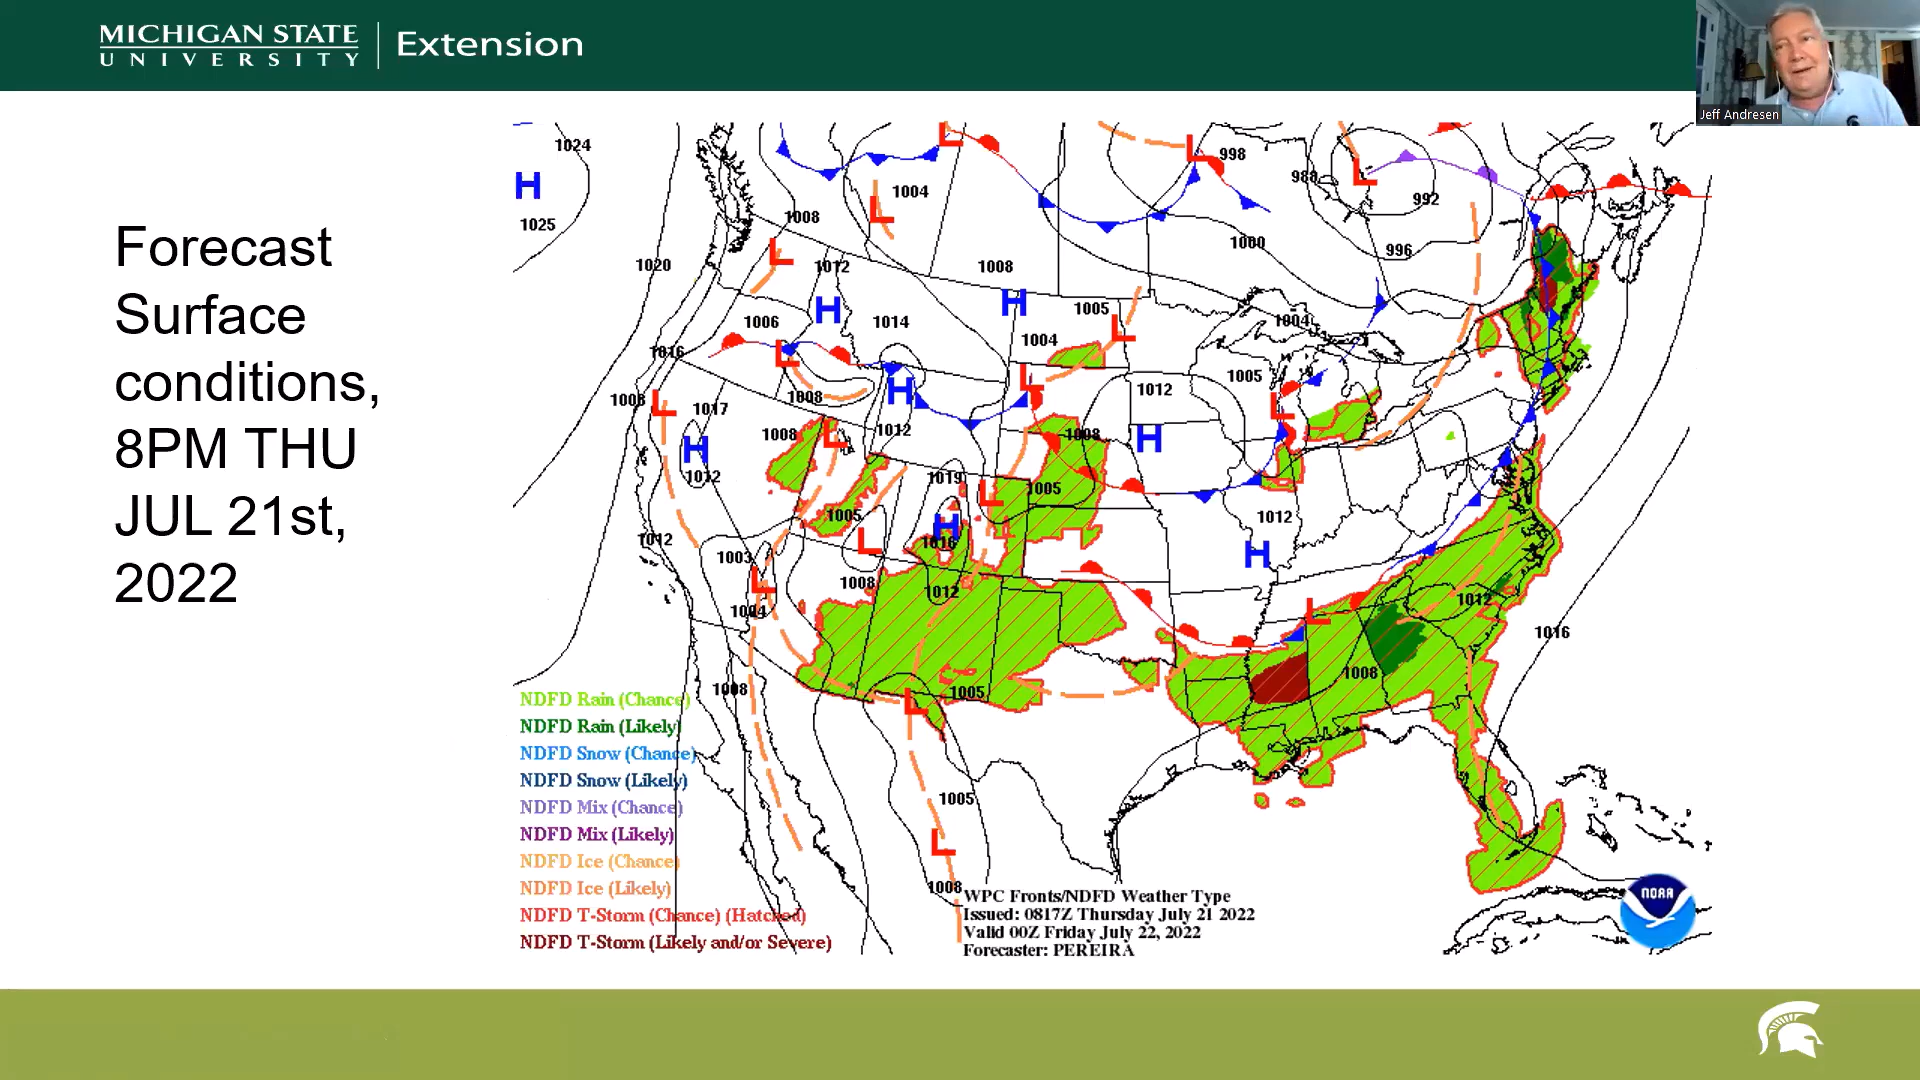 MICHIGAN STATE
UNIVERSITY
Extension
Jeff Andresen
Forecast
Surface
conditions,
8PM THU
JUL 21st,
2022
1024
H
1025
1020
1008
L
1004
L
998
L
988
L
992
996
1000
1008
L
1012
H
1006
1014
H
1005
L
1004
1004
1016
L
1008
H
1012
L
1012
1005
L
1008
L
1017
H
1012
1008
L
1012
1008
H
1019
L
1005
1005
L
H
1016
1012
H
1012
1003
L
1004
1008
1012
L
1012
1016
1008
1008
L
1005
1005
L
1008
NDFD Rain (Chance)
NDFD Rain (Likely)
NDFD Snow (Chance)
NDFD Snow (Likely)
NDFD Mix (Chance)
NDFD Mix (Likely)
NDFD Ice (Chance)
NDFD Ice (Likely)
NDFD T-Storm (Chance) (Hatched)
NDFD T-Storm (Likely and/or Severe)
WPC Fronts/NDFD Weather Type
Issued: 0817Z Thursday July 21 2022
Valid 00Z Friday July 22, 2022
Forecaster: PEREIRA
NOAA